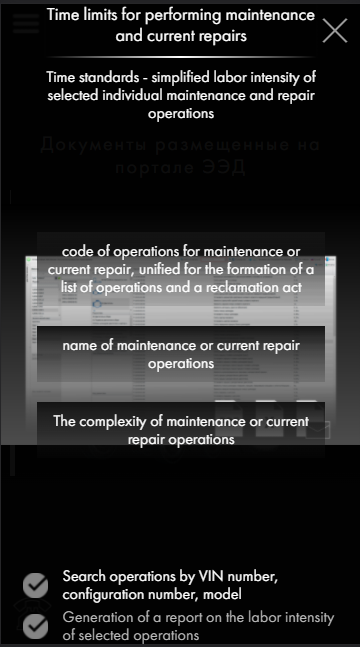 Time limits for performing maintenance
and current repairs
Time standards - simplified labor intensity of
selected individual maintenance and repair
operations
Документы размещенные на
портале ЭЭД
code of operations for maintenance or
current repair, unified for the formation of a
list of operations and a reclamation act
name of maintenance or current repair
operations
The complexity of maintenance or current
repair operations
Search operations by VIN number,
configuration number, model
Generation of a report on the labor intensity
of selected operations